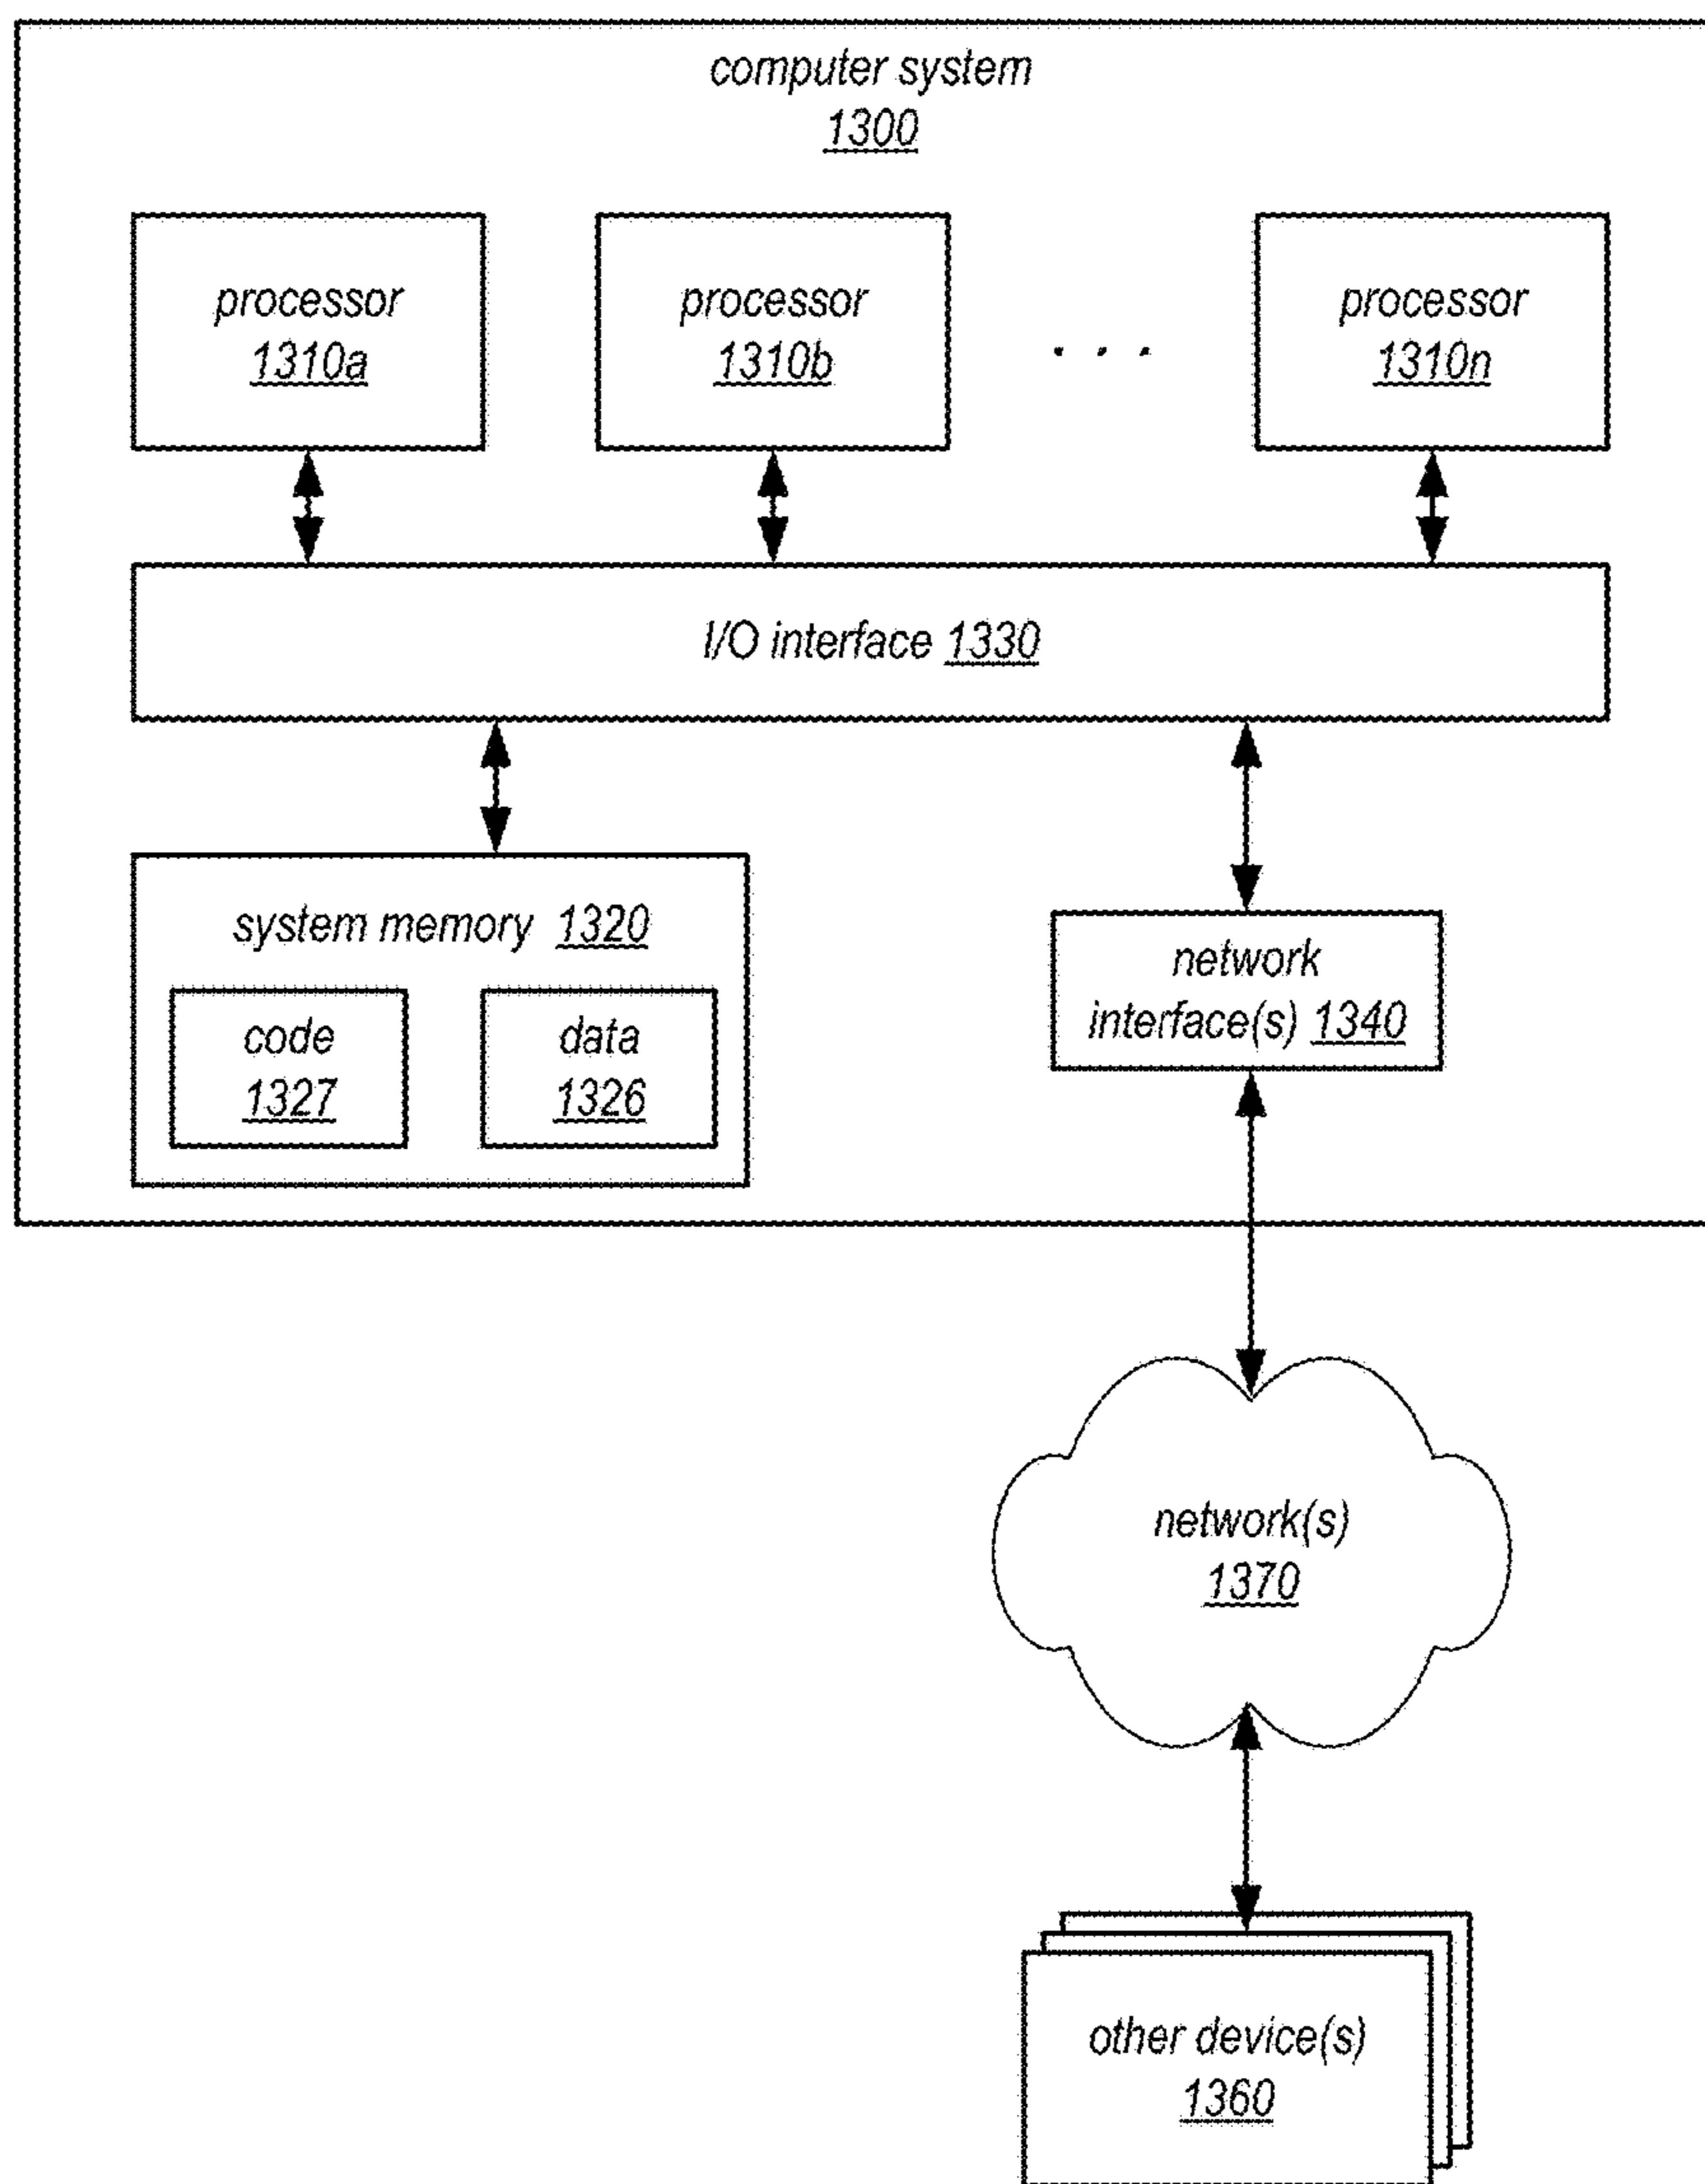 computer system
1300
processor
1310a
processor
1310b
. . .
processor
1310n
I/O interface 1330
system memory 1320
code
1327
data
1326
network
interface(s) 1340
network(s)
1370
other device(s)
1360